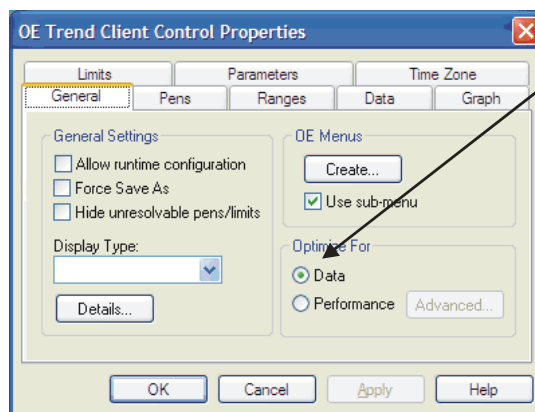 OE Trend Client Control Properties
Limits Parameters Time Zone
General Pens Ranges Data Graph
General Settings
Allow runtime configuration
Force Save As
Hide unresolvable pens/limits
Display Type:
Details...
OE Menus
Create...
Use sub-menu
Optimize For
Data
Performance Advanced...
OK Cancel Apply Help